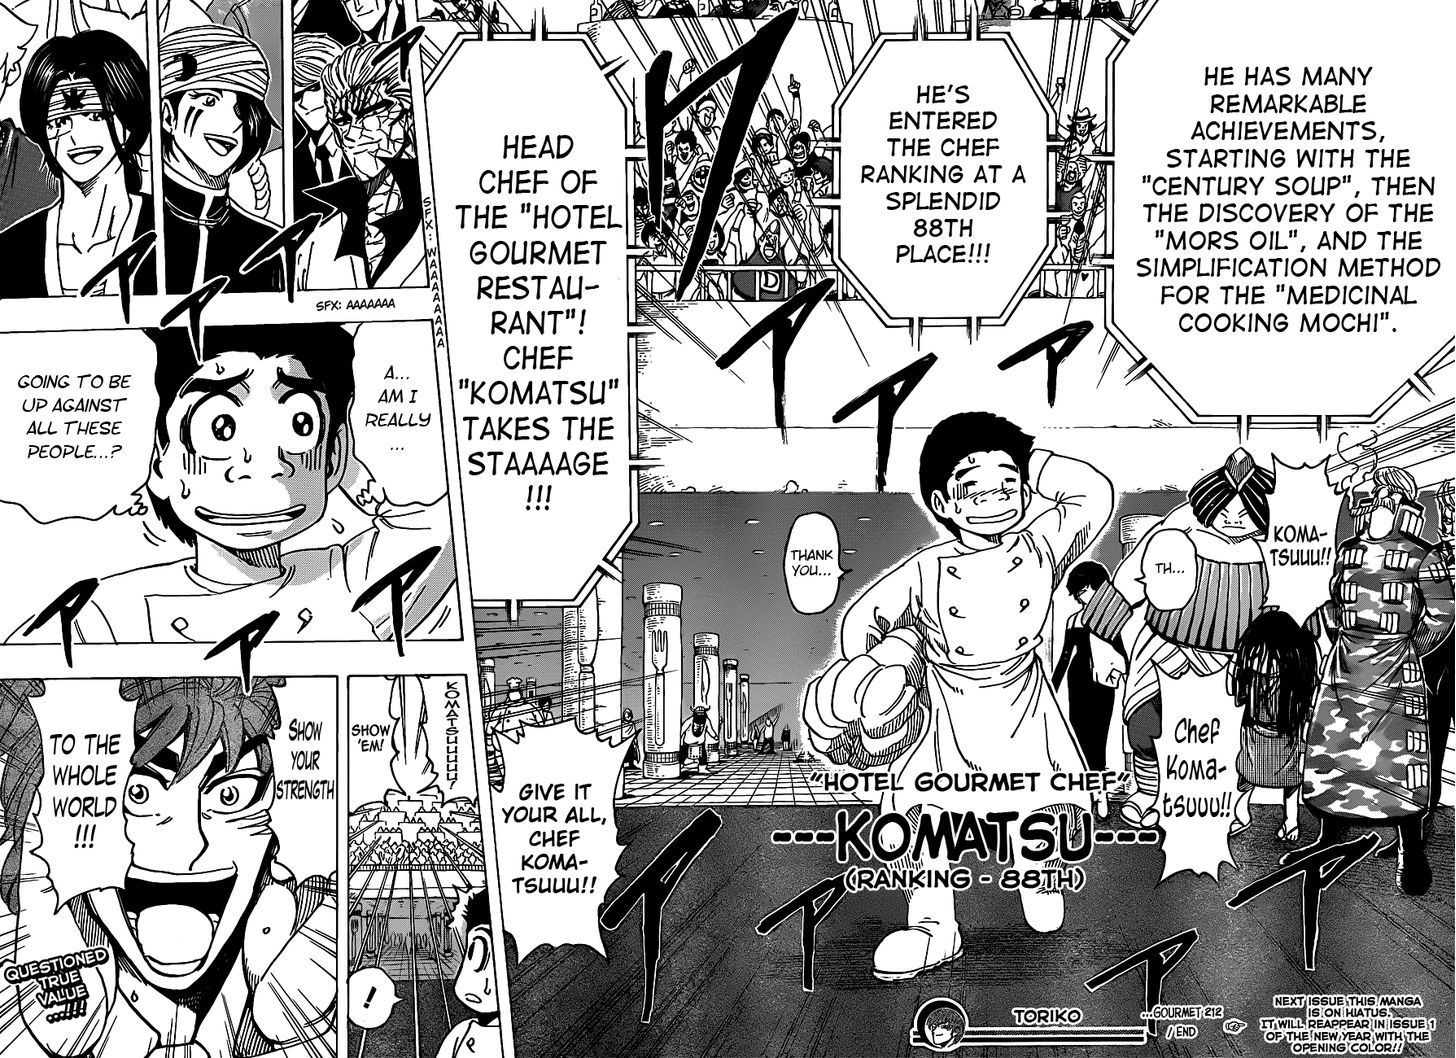 HE HAS MANY
REMARKABLE
ACHIEVEMENTS,
STARTING WITH THE
"CENTURY SOUP", THEN
THE DISCOVERY OF THE
"MORS OIL", AND THE
SIMPLIFICATION METHOD
FOR THE "MEDICINAL
COOKING MOCHI".
HE'S
ENTERED
THE CHEF
RANKING AT A
SPLENDID
88TH
PLACE!!!
HEAD
CHEF OF
THE "HOTEL
GOURMET
RESTAU-
RANT"!
CHEF
"KOMATSU"
TAKES THE
STAAAAGE
!!!
KOMA-
TSUUU!!
TH...
THANK
YOU...
Chef
Koma-
tsuuu!!
"HOTEL GOURMET CHEF"
---KOMATSU---
(RANKING - 88TH)
GIVE IT
YOUR ALL,
CHEF
KOMA-
TSUUU!!
SFX: WAAAAAAAAA
SFX: AAAAAAA
A...
AM I
REALLY
...
GOING TO BE
UP AGAINST
ALL THESE
PEOPLE...?
KOMATSUUUUU!
SHOW
'EM!
!
SHOW
YOUR
STRENGTH
TO THE
WHOLE
WORLD
!!!
QUESTIONED
TRUE
VALUE
...!!!
TORIKO
...GOURMET 212
/ END
NEXT ISSUE THIS MANGA
IS ON HIATUS.
IT WILL REAPPEAR IN ISSUE 1
OF THE NEW YEAR WITH THE
OPENING COLOR!!